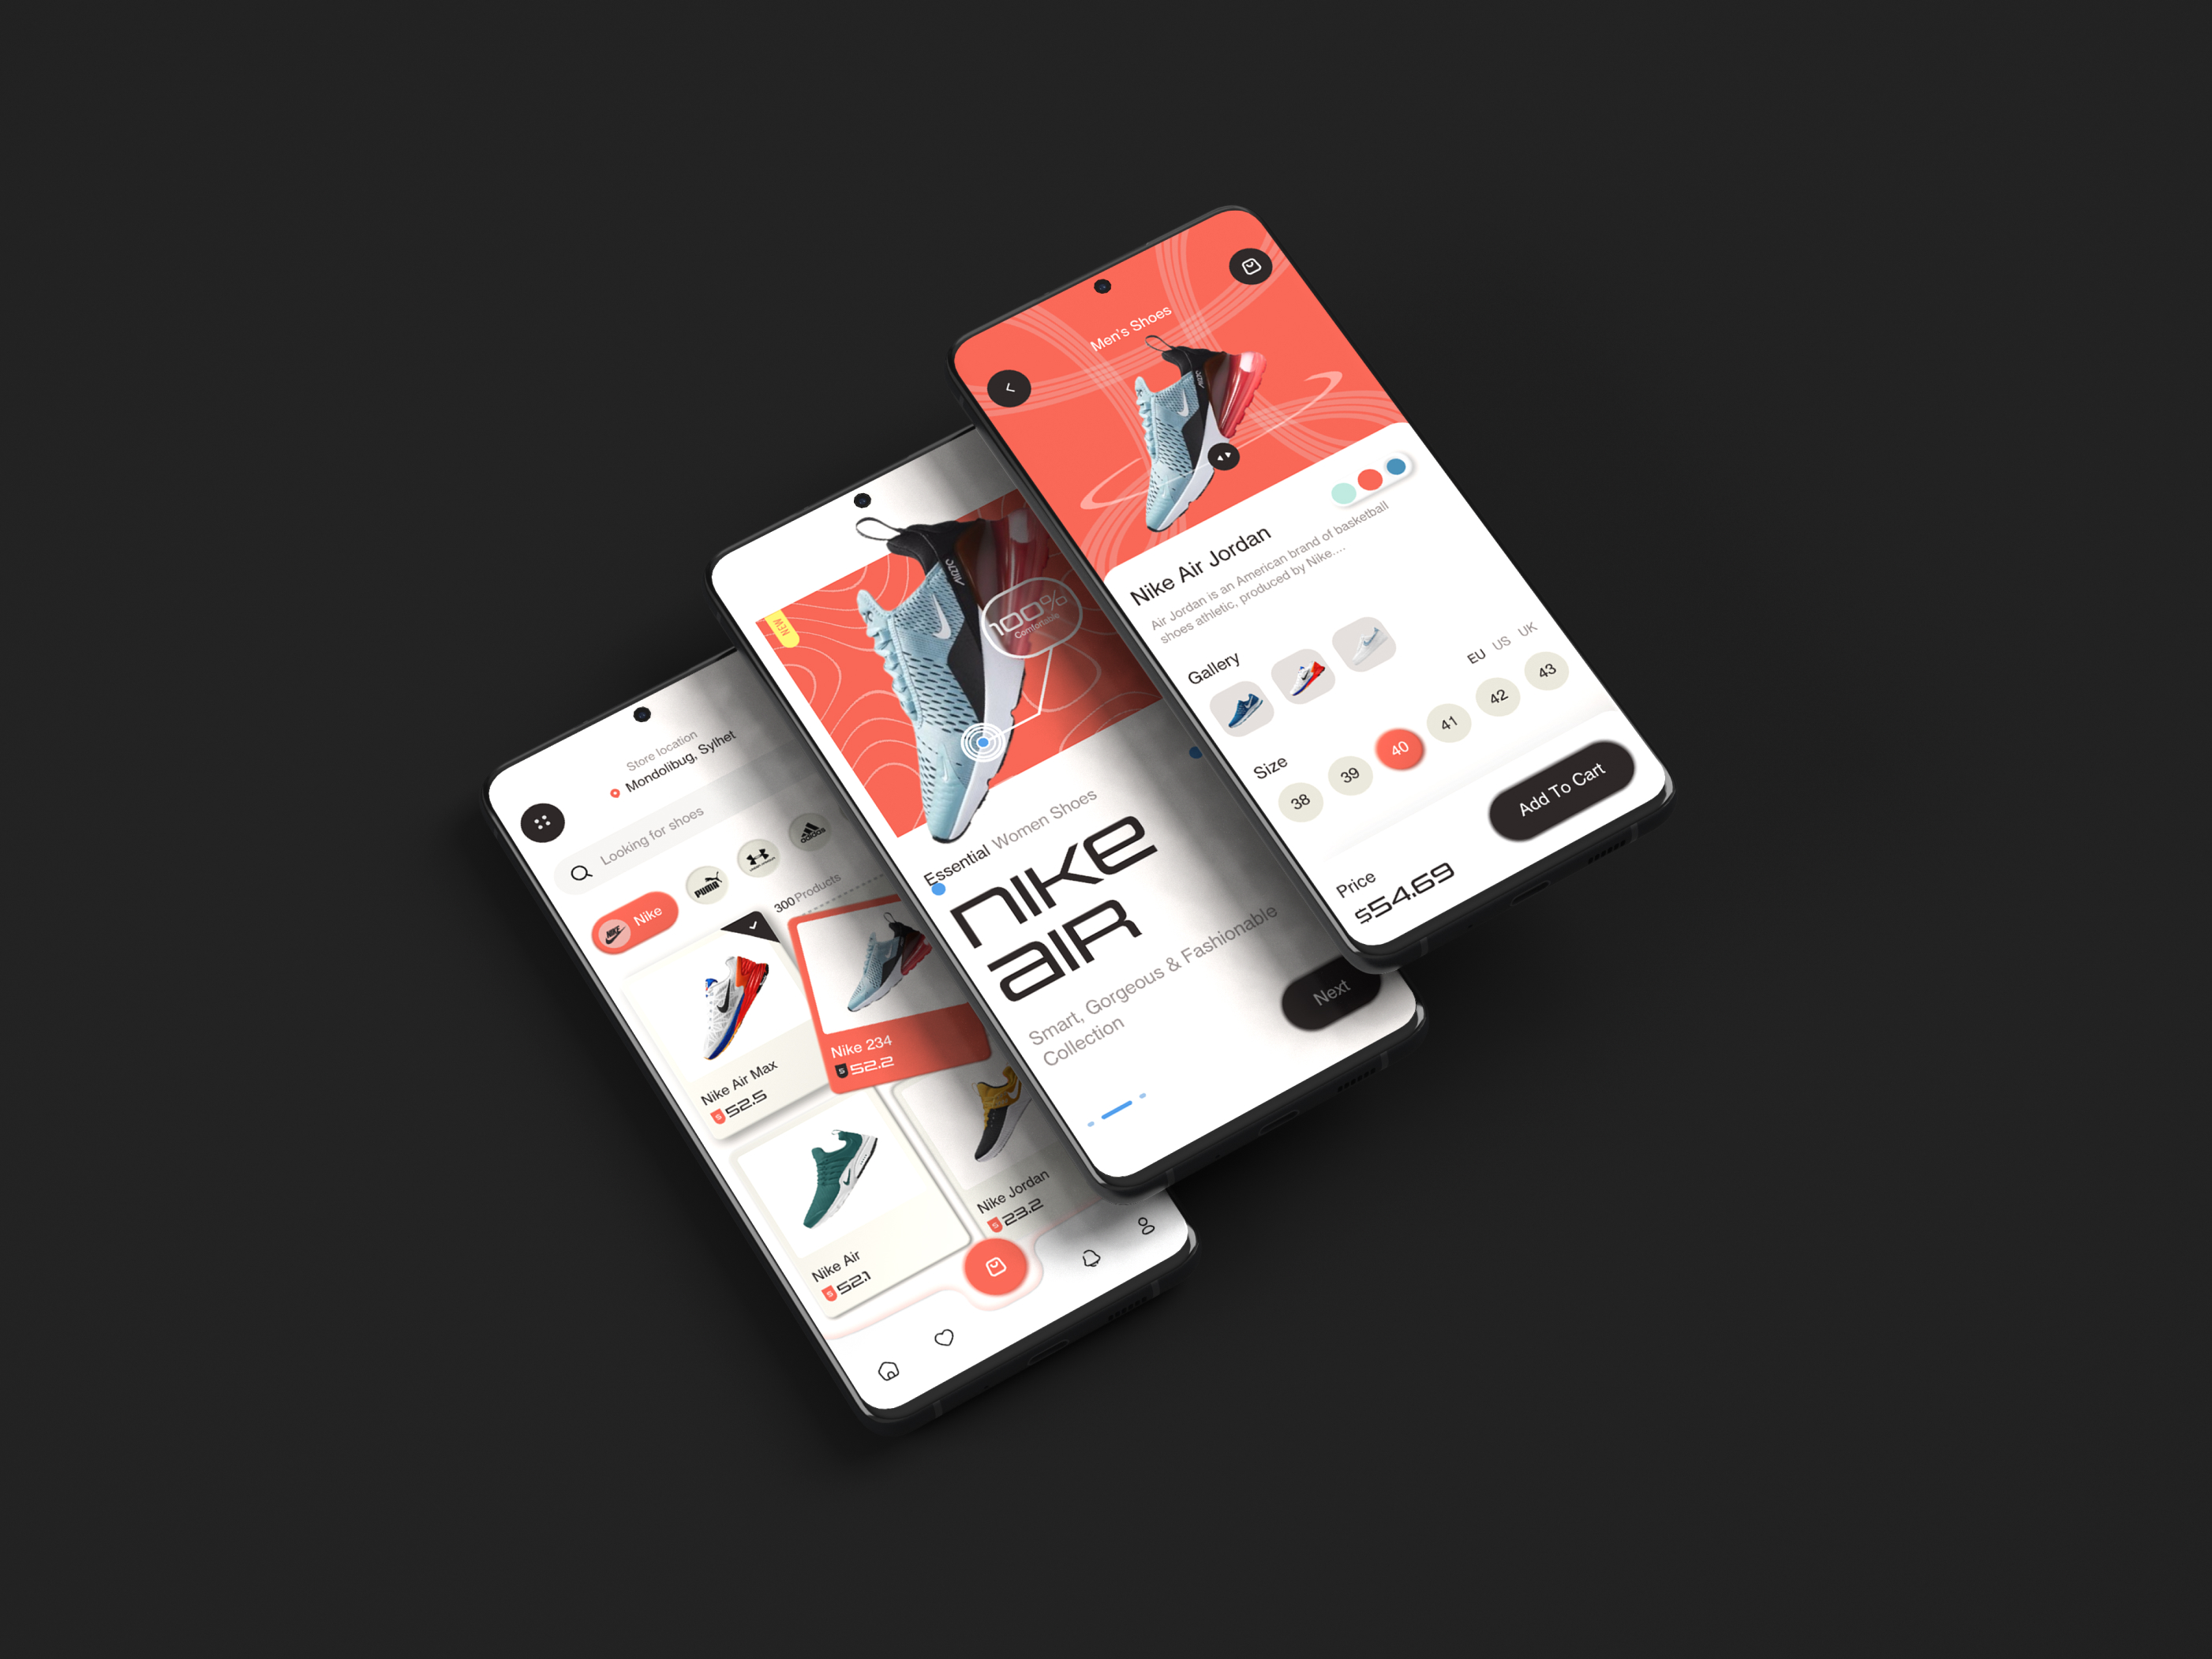 Store location
Mondolibug, Sylhet
Looking for shoes
NIKE
Nike
PUMA
adidas
300 Products
Nike Air Max
$ 52.5
Nike 234
$ 52.2
Nike Air
$ 52.1
Nike Jordan
$ 23.2
NEW
100%
Comfortable
Essential Women Shoes
nike
aiR
Smart, Gorgeous & Fashionable
Collection
Next
Men's Shoes
Nike Air Jordan
Air Jordan is an American brand of basketball
shoes athletic, produced by Nike....
Gallery
EU US UK
Size
38 39 40 41 42 43
Price
$54.69
Add To Cart